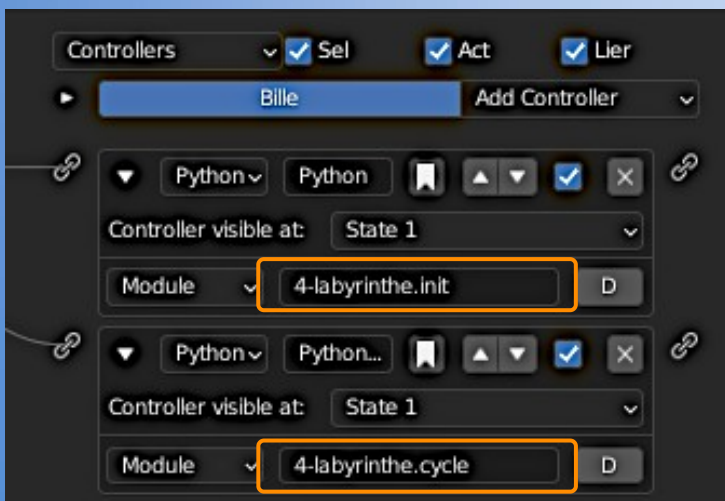 Controllers Sel Act Lier
Bille Add Controller
Python Python
Controller visible at: State 1
Module 4-labyrinthe.init D
Python Python...
Controller visible at: State 1
Module 4-labyrinthe.cycle D